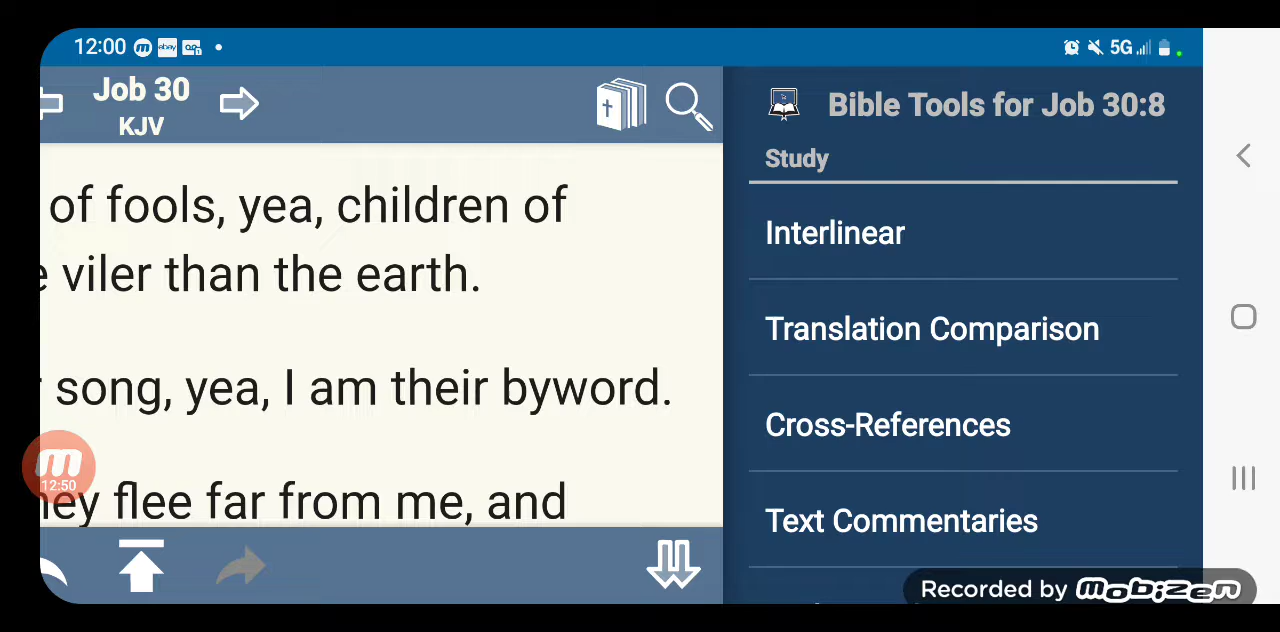 12:00 ebay 5G
Job 30
KJV
of fools, yea, children of
viler than the earth.
song, yea, I am their byword.
hey flee far from me, and
Bible Tools for Job 30:8
Study
Interlinear
Translation Comparison
Cross-References
Text Commentaries
12:50
Recorded by mobizen